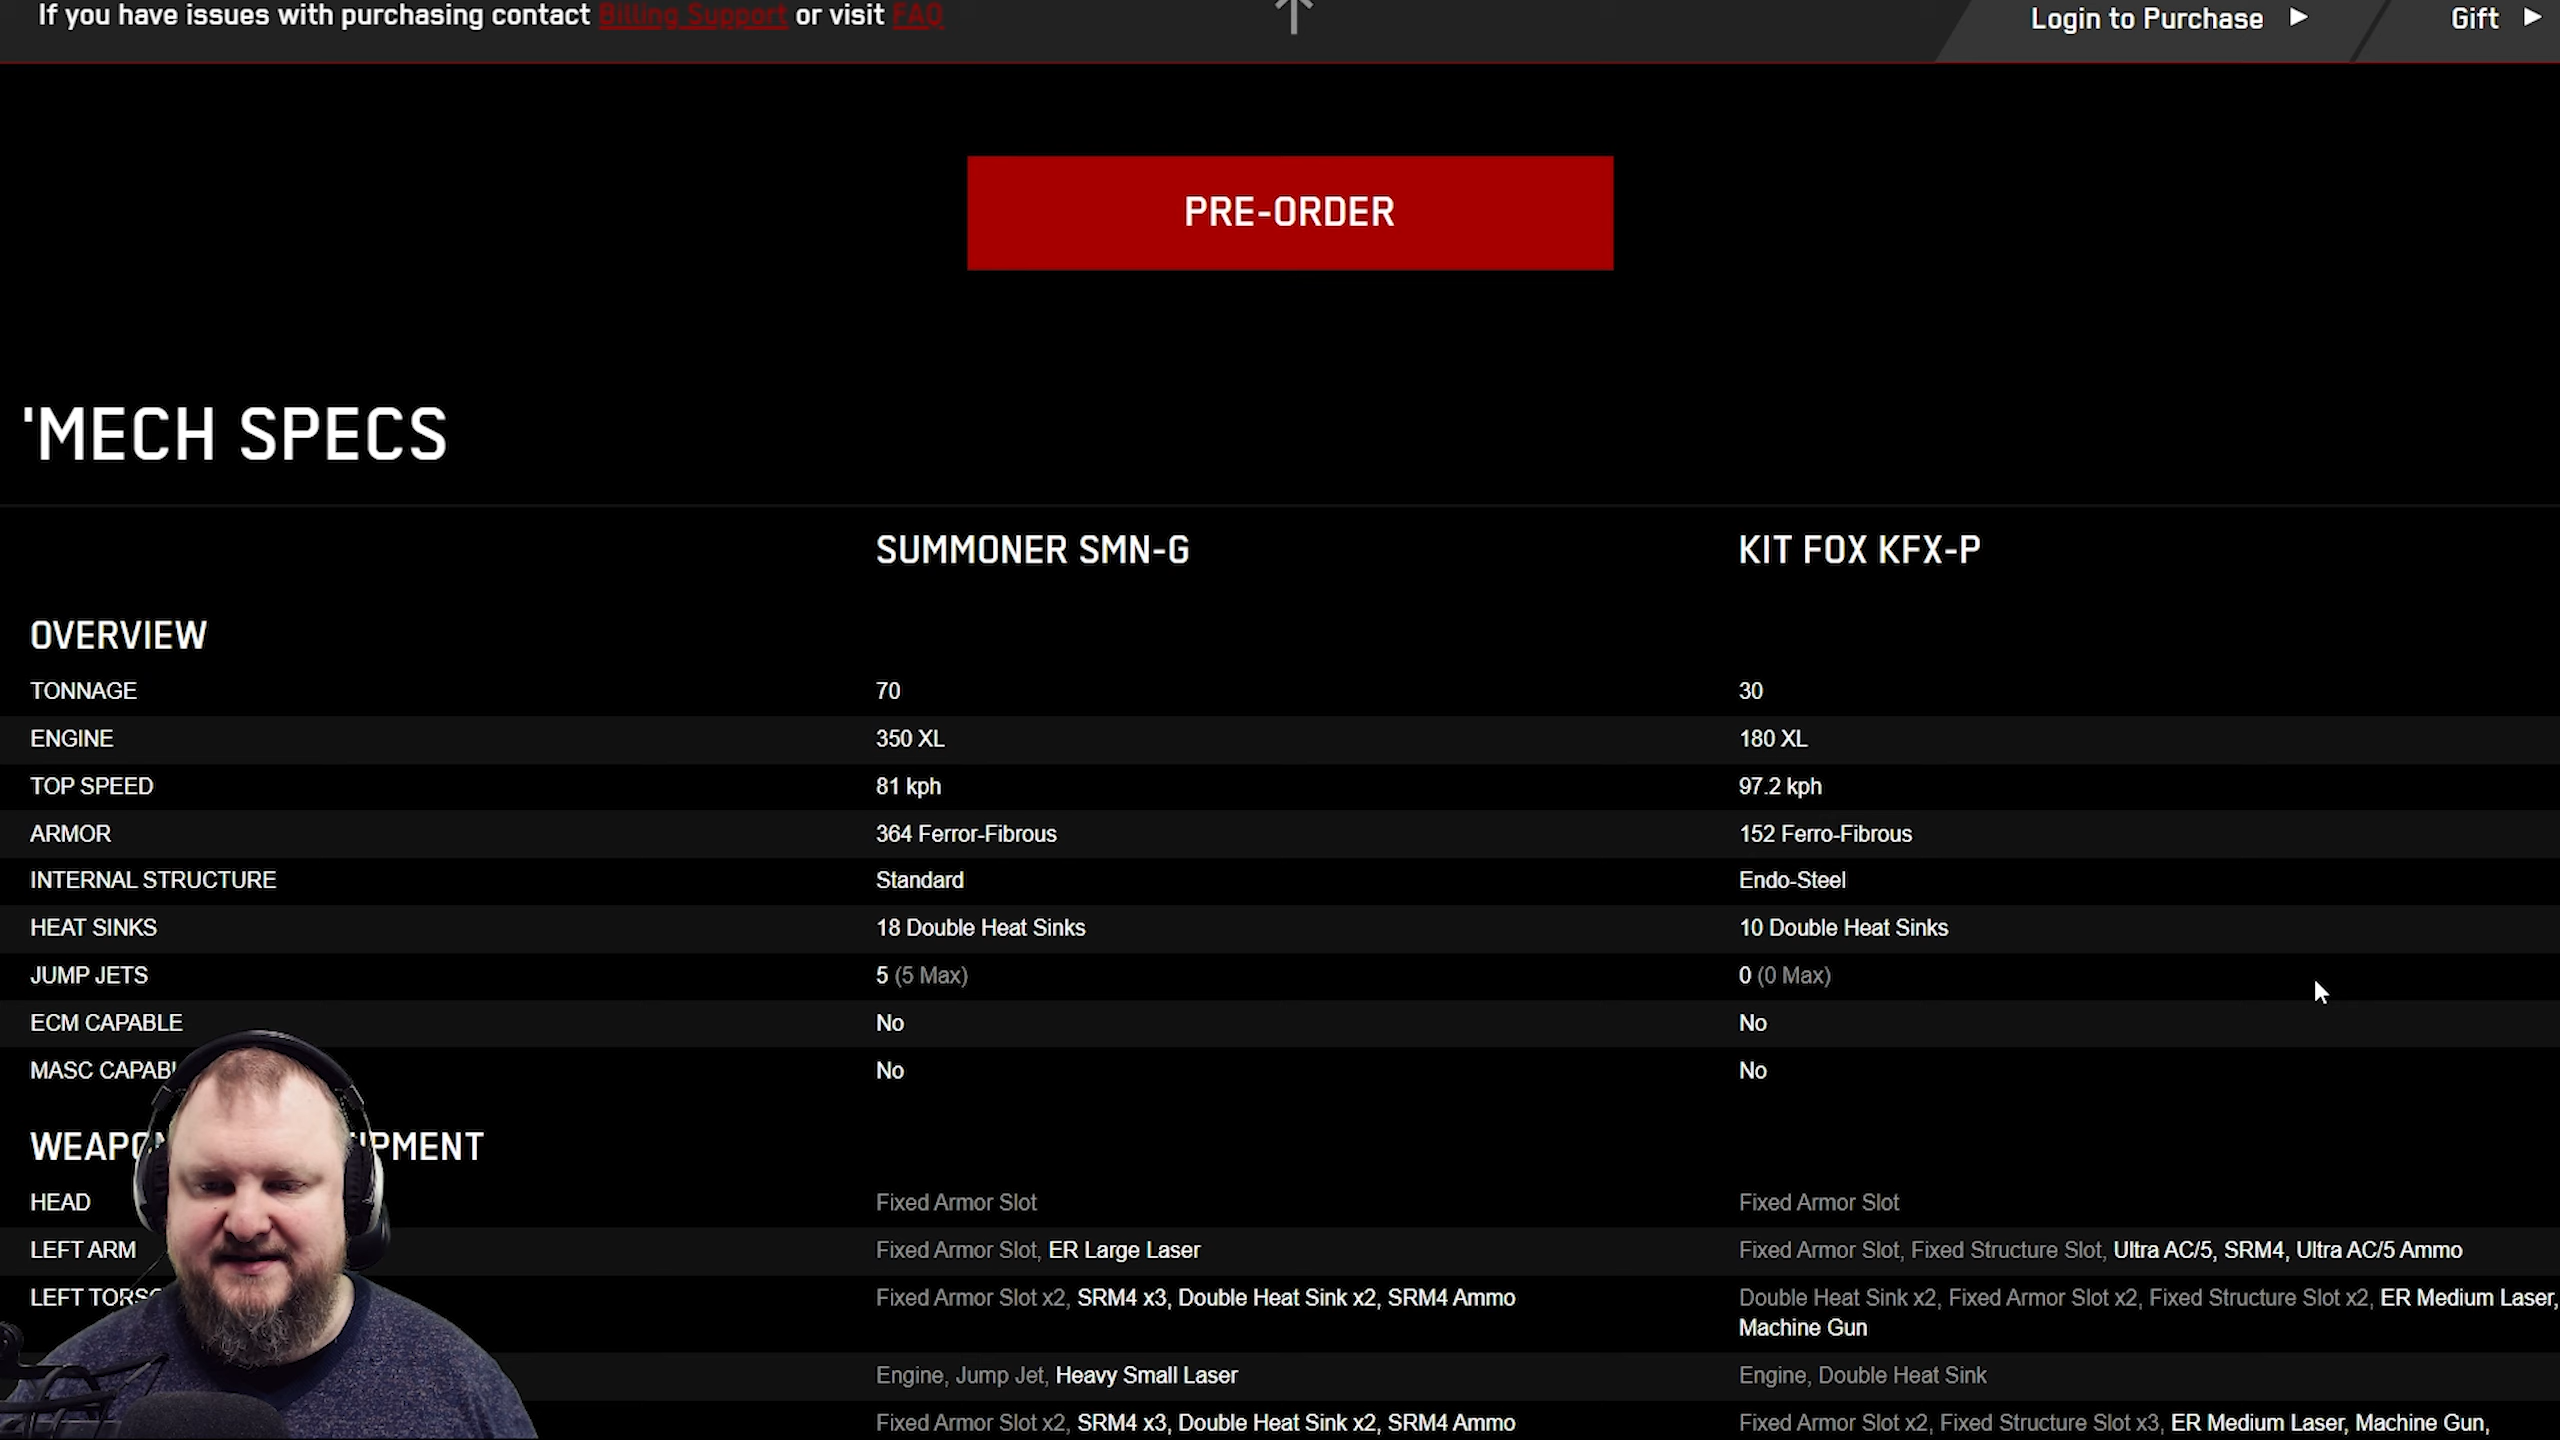 If you have issues with purchasing contact Billing Support or visit FAQ
Login to Purchase
Gift
PRE-ORDER
'MECH SPECS
SUMMONER SMN-G KIT FOX KFX-P
OVERVIEW
TONNAGE 70 30
ENGINE 350 XL 180 XL
TOP SPEED 81 kph 97.2 kph
ARMOR 364 Ferror-Fibrous 152 Ferro-Fibrous
INTERNAL STRUCTURE Standard Endo-Steel
HEAT SINKS 18 Double Heat Sinks 10 Double Heat Sinks
JUMP JETS 5 (5 Max) 0 (0 Max)
ECM CAPABLE No No
MASC No No
HEAD Fixed Armor Slot Fixed Armor Slot
LEFT ARM Fixed Armor Slot, ER Large Laser Fixed Armor Slot, Fixed Structure Slot, Ultra AC/5, SRM4, Ultra AC/5 Ammo
LEFT Fixed Armor Slot x2, SRM4 x3, Double Heat Sink x2, SRM4 Ammo Double Heat Sink x2, Fixed Armor Slot x2, Fixed Structure Slot x2, ER Medium Laser,
Machine Gun
Engine, Jump Jet, Heavy Small Laser Engine, Double Heat Sink
Fixed Armor Slot x2, SRM4 x3, Double Heat Sink x2, SRM4 Ammo Fixed Armor Slot x2, Fixed Structure Slot x3, ER Medium Laser, Machine Gun,